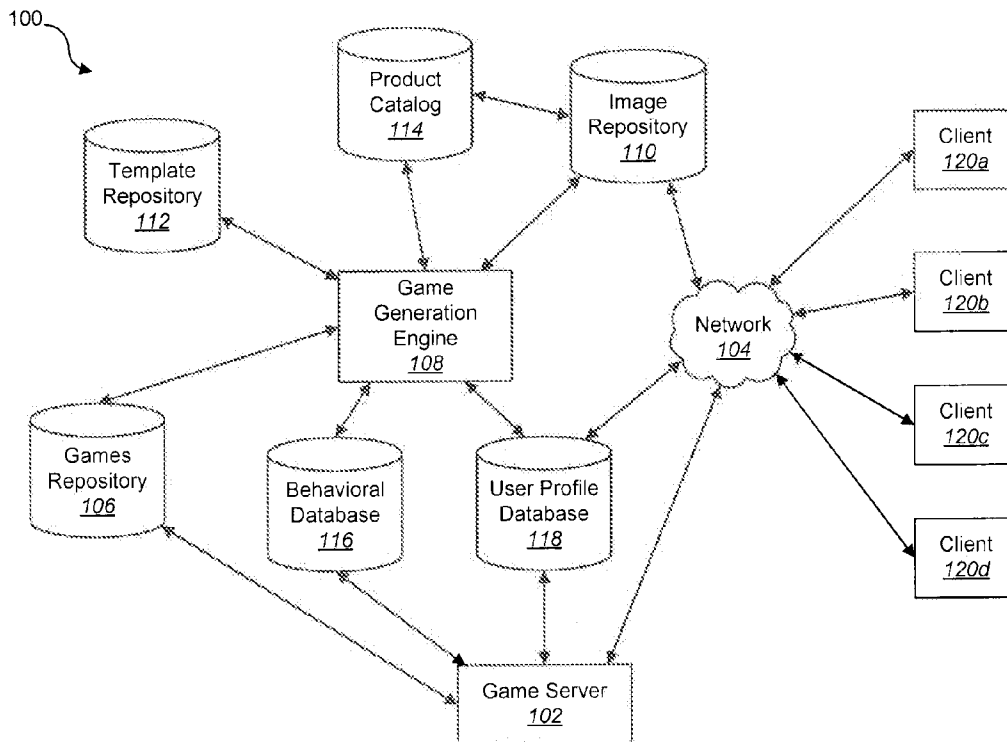 100
Product
Catalog
114
Image
Repository
110
Client
120a
Template
Repository
112
Client
120b
Game
Generation
Engine
108
Network
104
Client
120c
Games
Repository
106
Behavioral
Database
116
User Profile
Database
118
Client
120d
Game Server
102